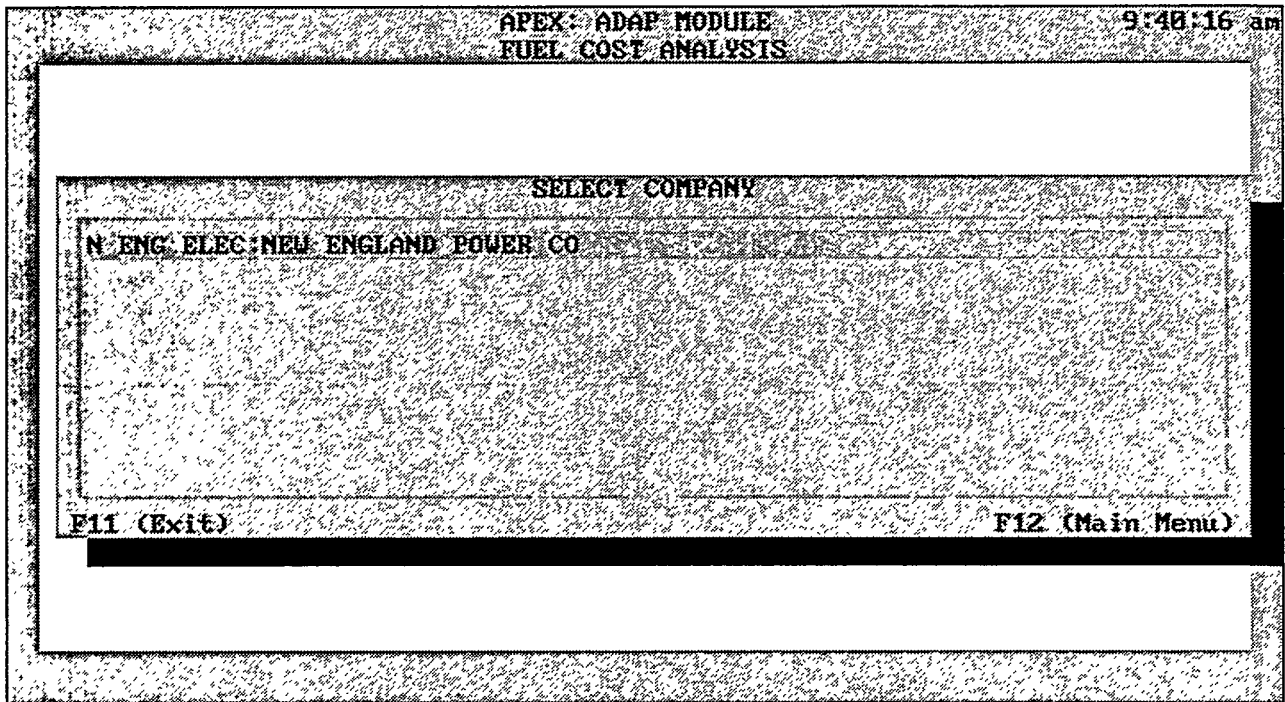 APEX: ADAP MODULE 9:40:16 am
FUEL COST ANALYSIS
SELECT COMPANY
N ENG ELEC:NEW ENGLAND POWER CO
F11 (Exit) F12 (Main Menu)